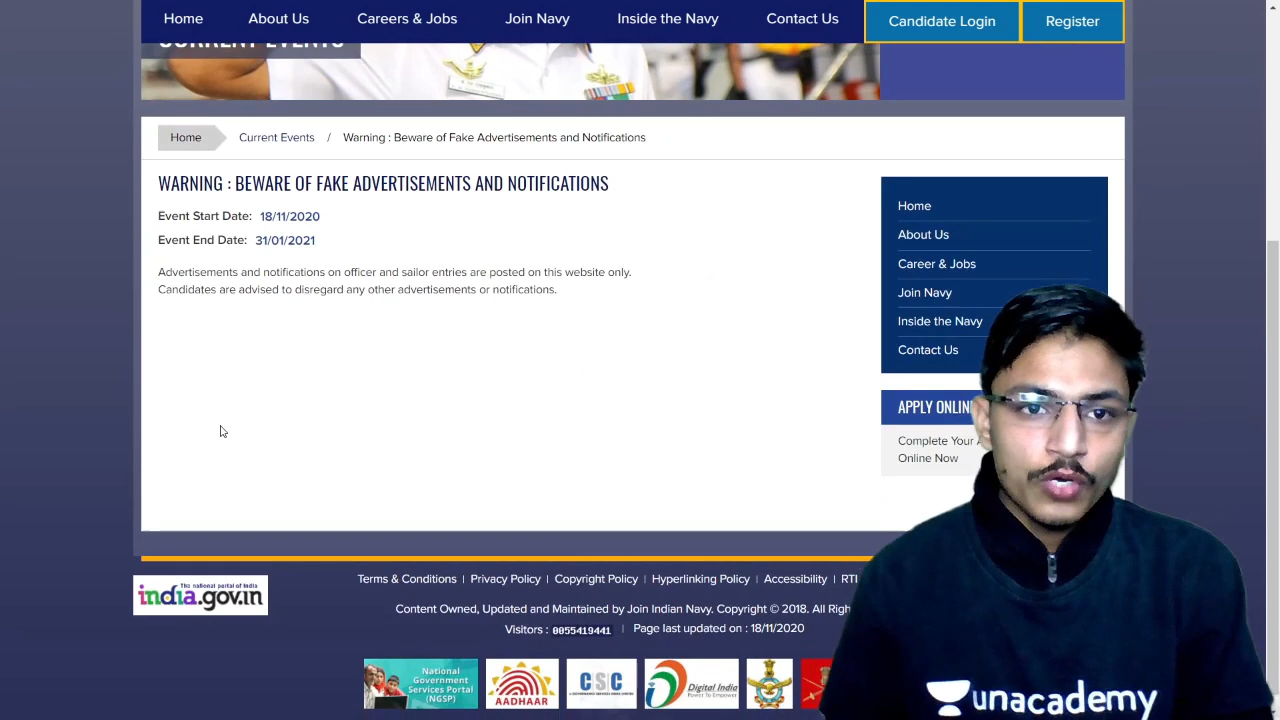 Home About Us Careers & Jobs Join Navy Inside the Navy Contact Us Candidate Login Register
CURRENT EVENTS
Home Current Events / Warning : Beware of Fake Advertisements and Notifications
WARNING : BEWARE OF FAKE ADVERTISEMENTS AND NOTIFICATIONS
Event Start Date: 18/11/2020
Event End Date: 31/01/2021
Advertisements and notifications on officer and sailor entries are posted on this website only.
Candidates are advised to disregard any other advertisements or notifications.
Home
About Us
Career & Jobs
Join Navy
Inside the Navy
Contact Us
APPLY ONLINE
Complete Your
Online Now
The national portal of India
india.gov.in
Terms & Conditions | Privacy Policy | Copyright Policy | Hyperlinking Policy | Accessibility | RTI
Content Owned, Updated and Maintained by Join Indian Navy. Copyright © 2018. All Righ
Visitors : 0055419441 | Page last updated on : 18/11/2020
National
Government
Services Portal
(NGSP)
AADHAAR
CSC
Digital India
Power To Empower
unacademy